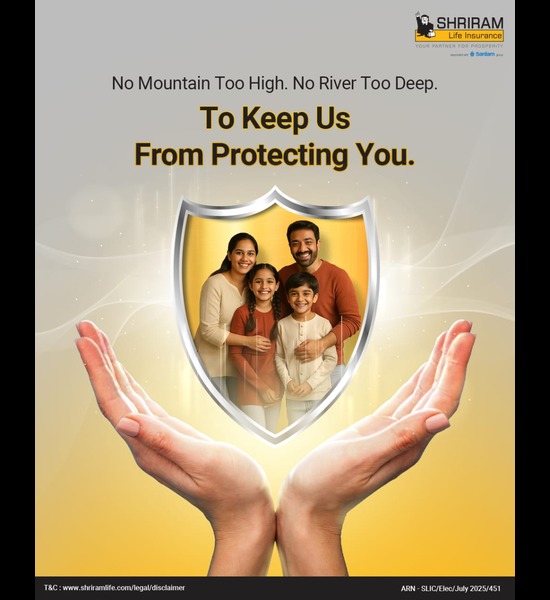 SHRIRAM
Life Insurance
YOUR PARTNER FOR PROSPERITY
Sanlam
No Mountain Too High. No River Too Deep.
To Keep Us
From Protecting You.
T&C : www.shriramlife.com/legal/disclaimer
ARN - SLIC/Elec/July 2025/451